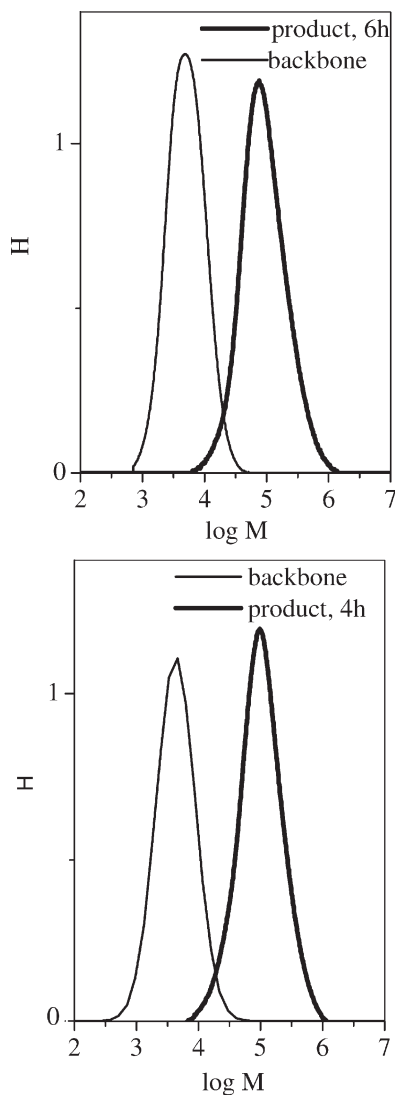 product, 6h
backbone
1
H
0
2 3 4 5 6 7
log M
backbone
product, 4h
1
H
0
2 3 4 5 6 7
log M